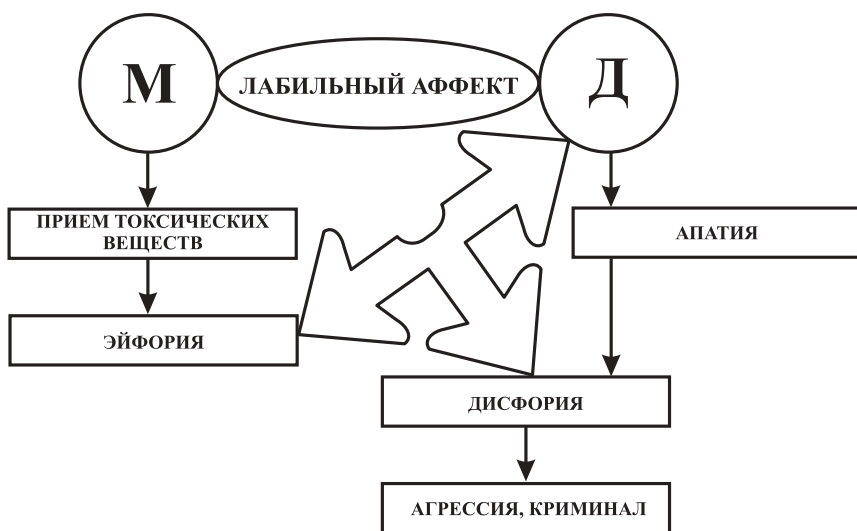 М
ЛАБИЛЬНЫЙ АФФЕКТ
Д
ПРИЕМ ТОКСИЧЕСКИХ
ВЕЩЕСТВ
АПАТИЯ
ЭЙФОРИЯ
ДИСФОРИЯ
АГРЕССИЯ, КРИМИНАЛ